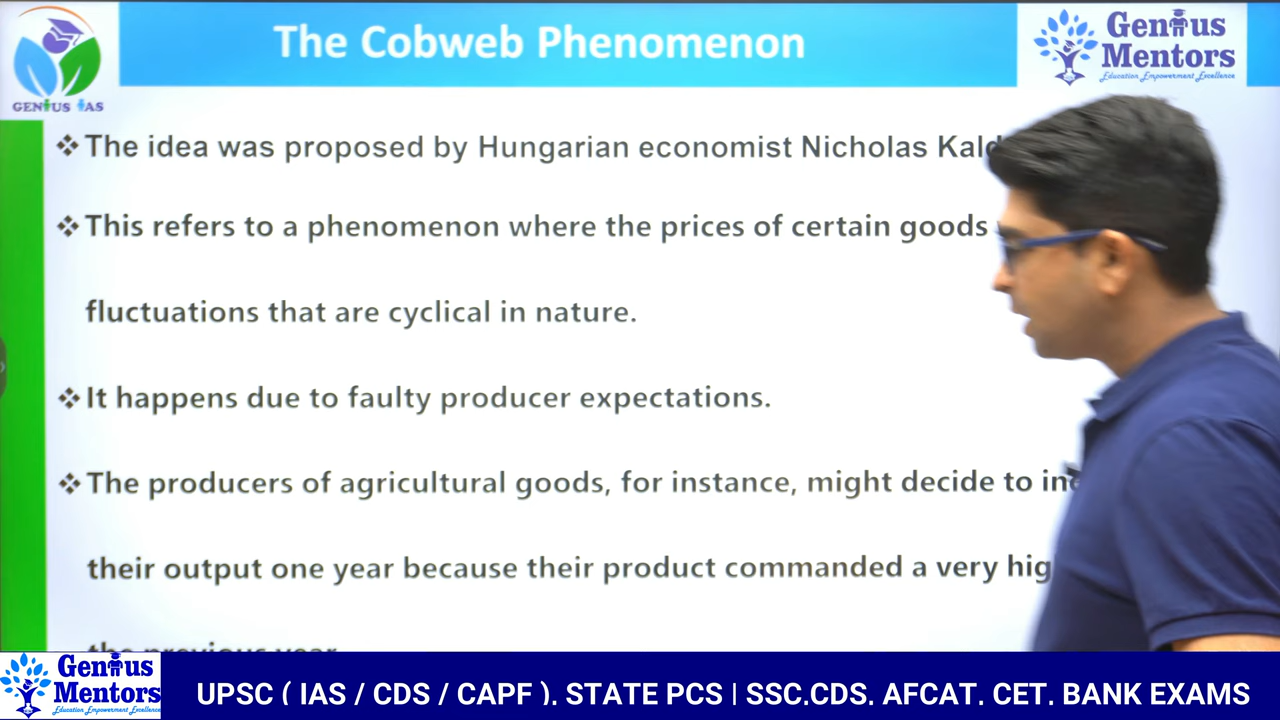 The Cobweb Phenomenon
GENIUS IAS
Genius
Mentors
Education Empowerment Excellence
The idea was proposed by Hungarian economist Nicholas
This refers to a phenomenon where the prices of certain goods
fluctuations that are cyclical in nature.
It happens due to faulty producer expectations.
The producers of agricultural goods, for instance, might decide to
their output one year because their product commanded a very
the previous year
Genius
Mentors
Education Empowerment Excellence
UPSC ( IAS / CDS / CAPF ). STATE PCS | SSC.CDS. AFCAT. CET. BANK EXAMS